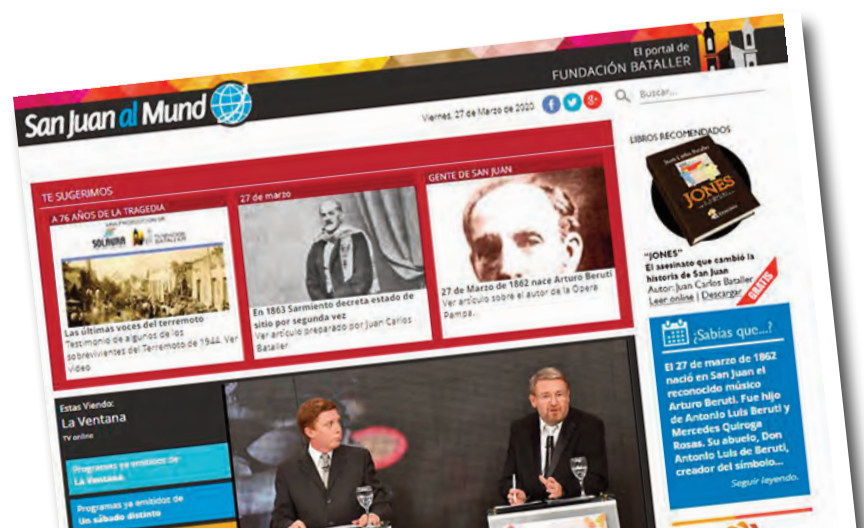 El portal de
FUNDACIÓN BATALLER
San Juan al Mund
Viernes, 27 de Marzo de 2020
Buscar...
TE SUGERIMOS
A 76 AÑOS DE LA TRAGEDIA
SOLNURA
FUNDACION
BATALLER
Las últimas voces del terremoto
Testimonio de algunos de los
sobrevivientes del Terremoto de 1944. Ver
video
27 de marzo
En 1863 Sarmiento decreta estado de
sitio por segunda vez
Ver artículo preparado por Juan Carlos
Bataller
GENTE DE SAN JUAN
27 de Marzo de 1862 nace Arturo Beruti
Ver artículo sobre el autor de la Opera
Pampa...
LIBROS RECOMENDADOS
Juan Carlos Bataller
JONES
"JONES"
El asesinato que cambió la
historia de San Juan
Autor: Juan Carlos Bataller
Leer online | Descargar
GRATIS
¿Sabías que...?
El 27 de marzo de 1862
nació en San Juan el
reconocido músico
Arturo Beruti. Fue hijo
de Antonio Luis Beruti y
Mercedes Quiroga
Rosas. Su abuelo, Don
Antonio Luis de Beruti,
creador del símbolo...
Seguir leyendo.
Estas Viendo:
La Ventana
TV online
Programas ya emitidos de
La Ventana
Programas ya emitidos de
Un sábado distinto